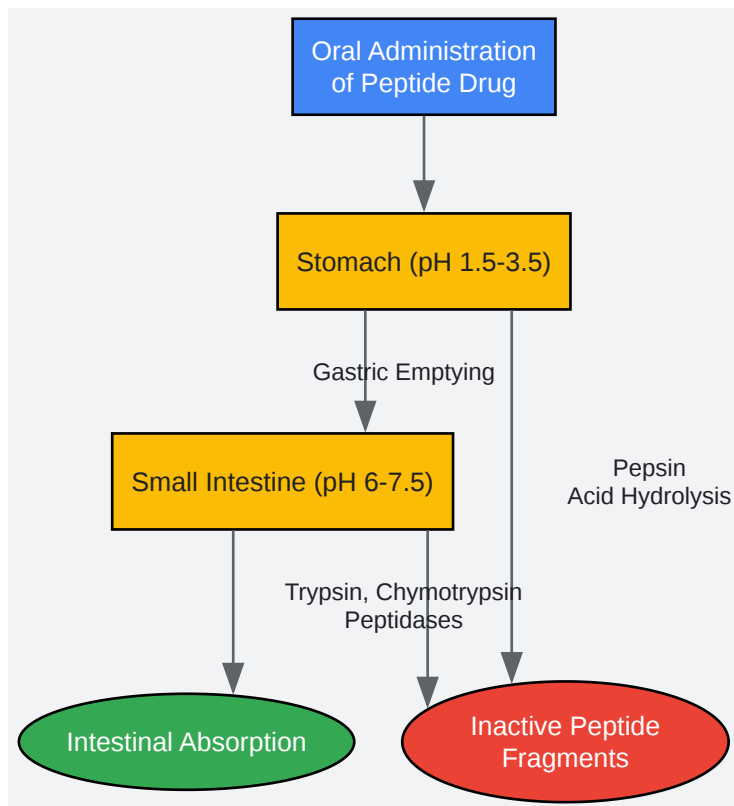 Oral Administration
of Peptide Drug
Stomach (pH 1.5-3.5)
Gastric Emptying
Pepsin
Acid Hydrolysis
Small Intestine (pH 6-7.5)
Trypsin, Chymotrypsin
Peptidases
Intestinal Absorption
Inactive Peptide
Fragments